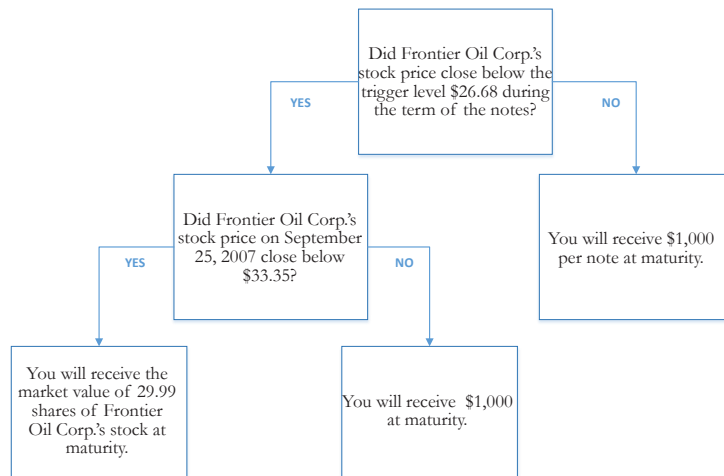 Did Frontier Oil Corp.'s
stock price close below the
trigger level $26.68 during
the term of the notes?
YES
NO
Did Frontier Oil Corp.'s
stock price on September
25, 2007 close below
$33.35?
You will receive $1,000
per note at maturity.
YES
NO
You will receive the
market value of 29.99
shares of Frontier
Oil Corp.'s stock at
maturity.
You will receive $1,000
at maturity.